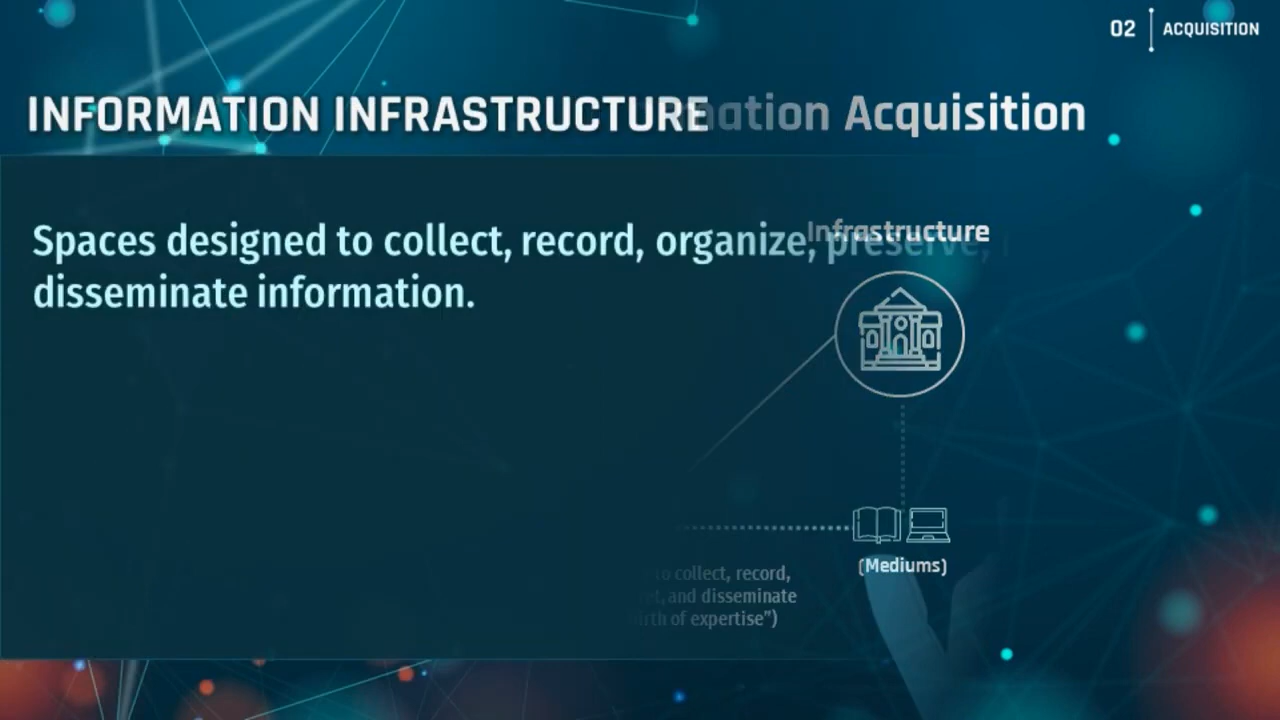 02 ACQUISITION
INFORMATION INFRASTRUCTURE
ation Acquisition
Spaces designed to collect, record, organize, preserve,
disseminate information.
Infrastructure
(Mediums)
to collect, record,
and disseminate
birth of expertise”)